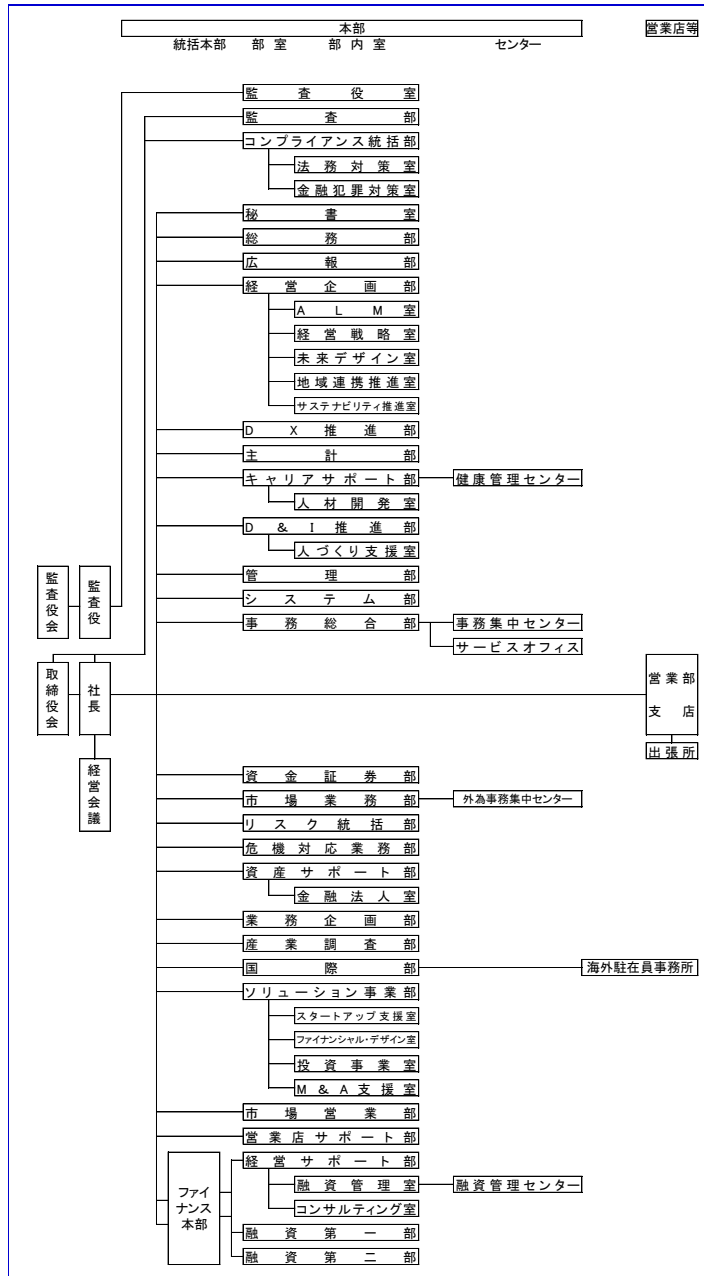 本部
営業店等
統括本部 部室 部内室 センター
監査役室
監査部
コンプライアンス統括部
法務対策室
金融犯罪対策室
秘書室
総務部
広報部
経営企画部
ALM室
経営戦略室
未来デザイン室
地域連携推進室
サステナビリティ推進室
DX推進部
主計部
キャリアサポート部 健康管理センター
人材開発室
D&I推進部
人づくり支援室
監査役会
監査役
管理部
システム部
事務総合部 事務集中センター
サービスオフィス
取締役会
社長
営業部
支店
出張所
経営会議
資金証券部
市場業務部 外為事務集中センター
リスク統括部
危機対応業務部
資産サポート部
金融法人室
業務企画部
産業調査部
国際部 海外駐在員事務所
ソリューション事業部
スタートアップ支援室
ファイナンシャル・デザイン室
投資事業室
M&A支援室
市場営業部
営業店サポート部
ファイ
ナンス
本部
経営サポート部
融資管理室 融資管理センター
コンサルティング室
融資第一部
融資第二部